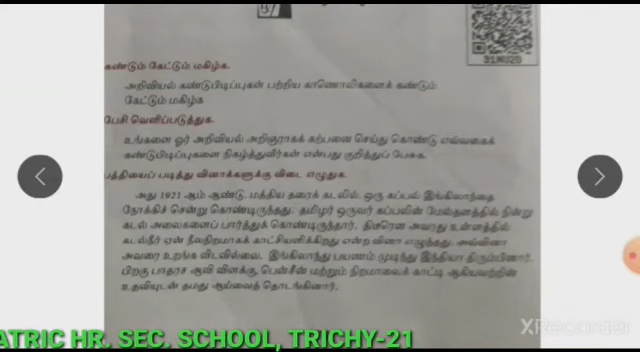 31MU2D
கண்டும் கேட்டும் மகிழ்க.
அறிவியல் கண்டுபிடிப்புகள் பற்றிய காணொலிகளைக் கண்டும்
கேட்டும் மகிழ்க
பேசி வெளிப்படுத்துக.
உங்களை ஓர் அறிவியல் அறிஞராகக் கற்பனை செய்து கொண்டு எவ்வகைக்
கண்டுபிடிப்புகளை நிகழ்த்துவீர்கள் என்பது குறித்துப் பேசுக.
பத்தியைப் படித்து வினாக்களுக்கு விடை எழுதுக.
அது 1921 ஆம் ஆண்டு. மத்திய தரைக் கடலில், ஒரு கப்பல் இங்கிலாந்தை
நோக்கிச் சென்று கொண்டிருந்தது. தமிழர் ஒருவர் கப்பலின் மேல்தளத்தில் நின்று
கடல் அலைகளைப் பார்த்துக் கொண்டிருந்தார். திடீரென அவரது உள்ளத்தில்
கடல்நீர் ஏன் நீலநிறமாகக் காட்சியளிக்கிறது என்ற வினா எழுந்தது. அவ்வினா
அவரை உறங்க விடவில்லை. இங்கிலாந்து பயணம் முடிந்து இந்தியா திரும்பினார்.
பிறகு பாதரச ஆவி விளக்கு, பென்சீன் மற்றும் நிறமாலைக் காட்டி ஆகியவற்றின்
உதவியுடன் தமது ஆய்வைத் தொடங்கினார்.
XRecorder
ATRIC HR. SEC. SCHOOL, TRICHY-21